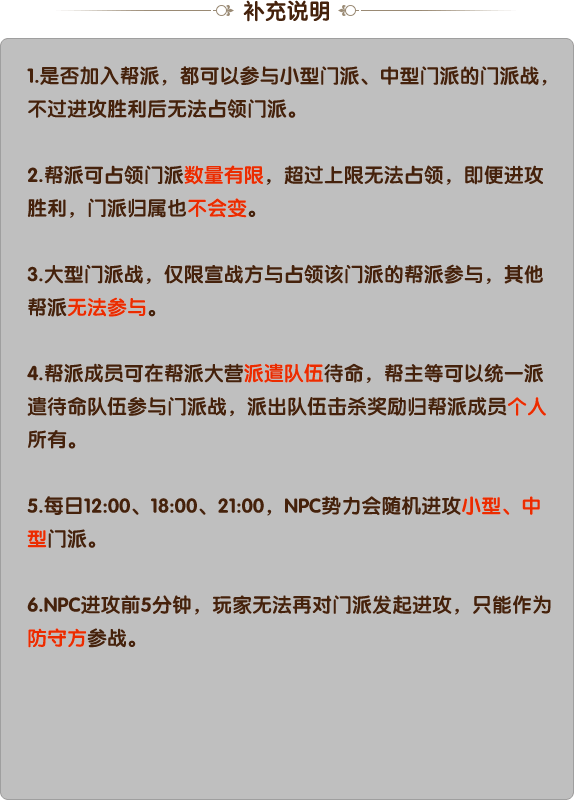 补充说明
1.是否加入帮派，都可以参与小型门派、中型门派的门派战，
不过进攻胜利后无法占领门派。
2.帮派可占领门派数量有限，超过上限无法占领，即便进攻
胜利，门派归属也不会变。
3.大型门派战，仅限宣战方与占领该门派的帮派参与，其他
帮派无法参与。
4.帮派成员可在帮派大营派遣队伍待命，帮主等可以统一派
遣待命队伍参与门派战，派出队伍击杀奖励归帮派成员个人
所有。
5.每日12:00、18:00、21:00，NPC势力会随机进攻小型、中
型门派。
6.NPC进攻前5分钟，玩家无法再对门派发起进攻，只能作为
防守方参战。